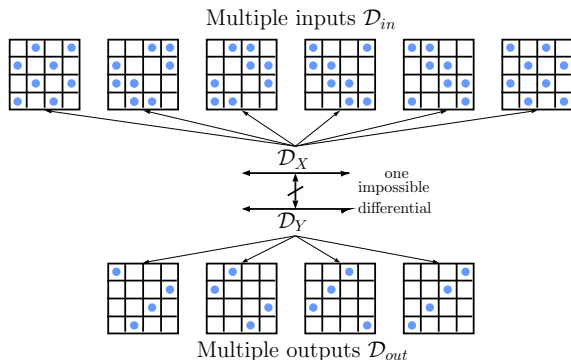 Multiple inputs 𝒟_in
𝒟_X
one
impossible
differential
𝒟_Y
Multiple outputs 𝒟_out